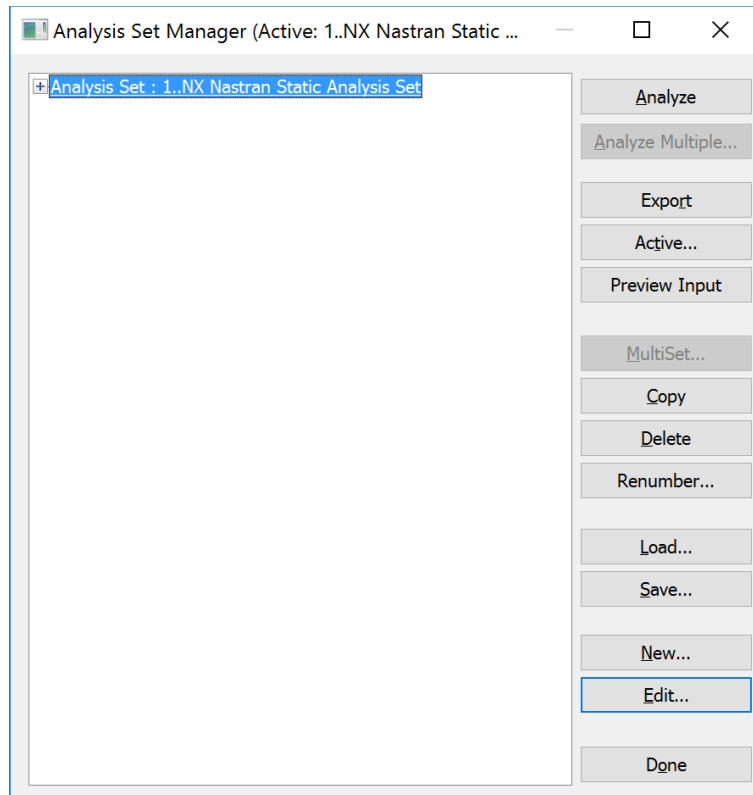 Analysis Set Manager (Active: 1..NX Nastran Static ...
Analysis Set : 1..NX Nastran Static Analysis Set
Analyze
Analyze Multiple...
Export
Active...
Preview Input
MultiSet...
Copy
Delete
Renumber...
Load...
Save...
New...
Edit...
Done